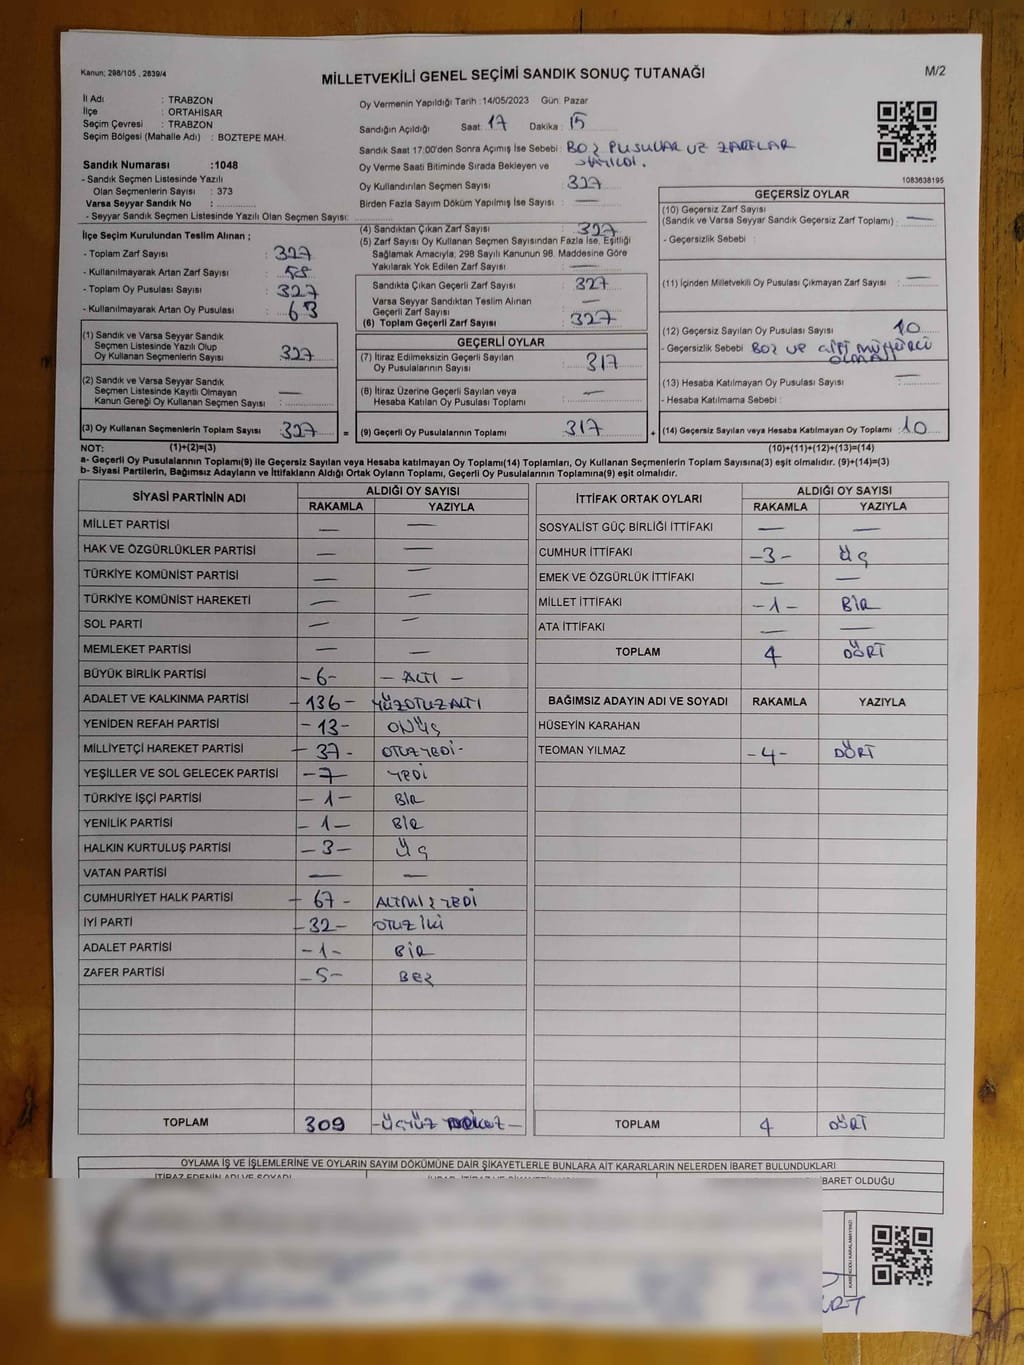 Kanun; 298/105 , 2839/4
MİLLETVEKİLİ GENEL SEÇİMİ SANDIK SONUÇ TUTANAĞI
M/2
İl Adı : TRABZON
İlçe : ORTAHİSAR
Seçim Çevresi : TRABZON
Seçim Bölgesi (Mahalle Adı) : BOZTEPE MAH.
Sandık Numarası :1048
- Sandık Seçmen Listesinde Yazılı
Olan Seçmenlerin Sayısı : 373
Varsa Seyyar Sandık No :
- Seyyar Sandık Seçmen Listesinde Yazılı Olan Seçmen Sayısı:
Oy Vermenin Yapıldığı Tarih :14/05/2023 Gün: Pazar
Sandığın Açıldığı Saat: 17 Dakika : 15
Sandık Saat 17:00'den Sonra Açımış İse Sebebi : BOŞ PUSULAR VE ZARFLAR
SAYILDI.
Oy Verme Saati Bitiminde Sırada Bekleyen ve
Oy Kullandırılan Seçmen Sayısı : 327
Birden Fazla Sayım Döküm Yapılmış İse Sayısı : —
1083638195
İlçe Seçim Kurulundan Teslim Alınan ;
- Toplam Zarf Sayısı : 327
- Kullanılmayarak Artan Zarf Sayısı : 58
- Toplam Oy Pusulası Sayısı : 327
- Kullanılmayarak Artan Oy Pusulası : 63
(1) Sandık ve Varsa Seyyar Sandık
Seçmen Listesinde Yazılı Olup
Oy Kullanan Seçmenlerin Sayısı : 327
(2) Sandık ve Varsa Seyyar Sandık
Seçmen Listesinde Kayıtlı Olmayan
Kanun Gereği Oy Kullanan Seçmen Sayısı : —
(3) Oy Kullanan Seçmenlerin Toplam Sayısı : 327 =
(4) Sandıktan Çıkan Zarf Sayısı : 327
(5) Zarf Sayısı Oy Kullanan Seçmen Sayısından Fazla İse, Eşitliği
Sağlamak Amacıyla; 298 Sayılı Kanunun 98. Maddesine Göre
Yakılarak Yok Edilen Zarf Sayısı : —
Sandıkta Çıkan Geçerli Zarf Sayısı : 327
Varsa Seyyar Sandıktan Teslim Alınan
Geçerli Zarf Sayısı : —
(6) Toplam Geçerli Zarf Sayısı : 327
GEÇERLİ OYLAR
(7) İtiraz Edilmeksizin Geçerli Sayılan
Oy Pusulalarının Sayısı : 317
(8) İtiraz Üzerine Geçerli Sayılan veya
Hesaba Katılan Oy Pusulası Toplamı : —
(9) Geçerli Oy Pusulalarının Toplamı : 317 +
GEÇERSİZ OYLAR
(10) Geçersiz Zarf Sayısı
(Sandık ve Varsa Seyyar Sandık Geçersiz Zarf Toplamı) : —
- Geçersizlik Sebebi :
(11) İçinden Milletvekili Oy Pusulası Çıkmayan Zarf Sayısı : —
(12) Geçersiz Sayılan Oy Pusulası Sayısı : 10
- Geçersizlik Sebebi : BOŞ VE ÇİFT MÜHÜRLÜ
OLMA
(13) Hesaba Katılmayan Oy Pusulası Sayısı : —
- Hesaba Katılmama Sebebi :
(14) Geçersiz Sayılan veya Hesaba Katılmayan Oy Toplamı : 10
NOT: (1)+(2)=(3) (10)+(11)+(12)+(13)=(14)
a- Geçerli Oy Pusulalarının Toplamı(9) ile Geçersiz Sayılan veya Hesaba katılmayan Oy Toplamı(14) Toplamları, Oy Kullanan Seçmenlerin Toplam Sayısına(3) eşit olmalıdır. (9)+(14)=(3)
b- Siyasi Partilerin, Bağımsız Adayların ve İttifakların Aldığı Ortak Oyların Toplamı, Geçerli Oy Pusulalarının Toplamına(9) eşit olmalıdır.
SİYASİ PARTİNİN ADI ALDIĞI OY SAYISI
RAKAMLA YAZIYLA
MİLLET PARTİSİ — —
HAK VE ÖZGÜRLÜKLER PARTİSİ — —
TÜRKİYE KOMÜNİST PARTİSİ — —
TÜRKİYE KOMÜNİST HAREKETİ — —
SOL PARTİ — —
MEMLEKET PARTİSİ — —
BÜYÜK BİRLİK PARTİSİ -6- - ALTI -
ADALET VE KALKINMA PARTİSİ -136- YÜZOTUZALTI
YENİDEN REFAH PARTİSİ -13- ONÜÇ
MİLLİYETÇİ HAREKET PARTİSİ -37- OTUZYEDİ-
YEŞİLLER VE SOL GELECEK PARTİSİ -7- YEDİ
TÜRKİYE İŞÇİ PARTİSİ -1- BİR
YENİLİK PARTİSİ -1- BİR
HALKIN KURTULUŞ PARTİSİ -3- ÜÇ
VATAN PARTİSİ — —
CUMHURİYET HALK PARTİSİ -67- ALTMIŞYEDİ
İYİ PARTİ -32- OTUZİKİ
ADALET PARTİSİ -1- BİR
ZAFER PARTİSİ -5- BEŞ
TOPLAM 309 -ÜÇYÜZ
İTTİFAK ORTAK OYLARI ALDIĞI OY SAYISI
RAKAMLA YAZIYLA
SOSYALİST GÜÇ BİRLİĞİ İTTİFAKI — —
CUMHUR İTTİFAKI -3- ÜÇ
EMEK VE ÖZGÜRLÜK İTTİFAKI — —
MİLLET İTTİFAKI -1- BİR
ATA İTTİFAKI — —
TOPLAM 4 DÖRT
BAĞIMSIZ ADAYIN ADI VE SOYADI RAKAMLA YAZIYLA
HÜSEYİN KARAHAN
TEOMAN YILMAZ -4- DÖRT
TOPLAM 4 DÖRT
OYLAMA İŞ VE İŞLEMLERİNE VE OYLARIN SAYIM DÖKÜMÜNE DAİR ŞİKAYETLERLE BUNLARA AİT KARARLARIN NELERDEN İBARET BULUNDUKLARI
İTİRAZ EDENİN ADI VE SOYADI
İBARET OLDUĞU